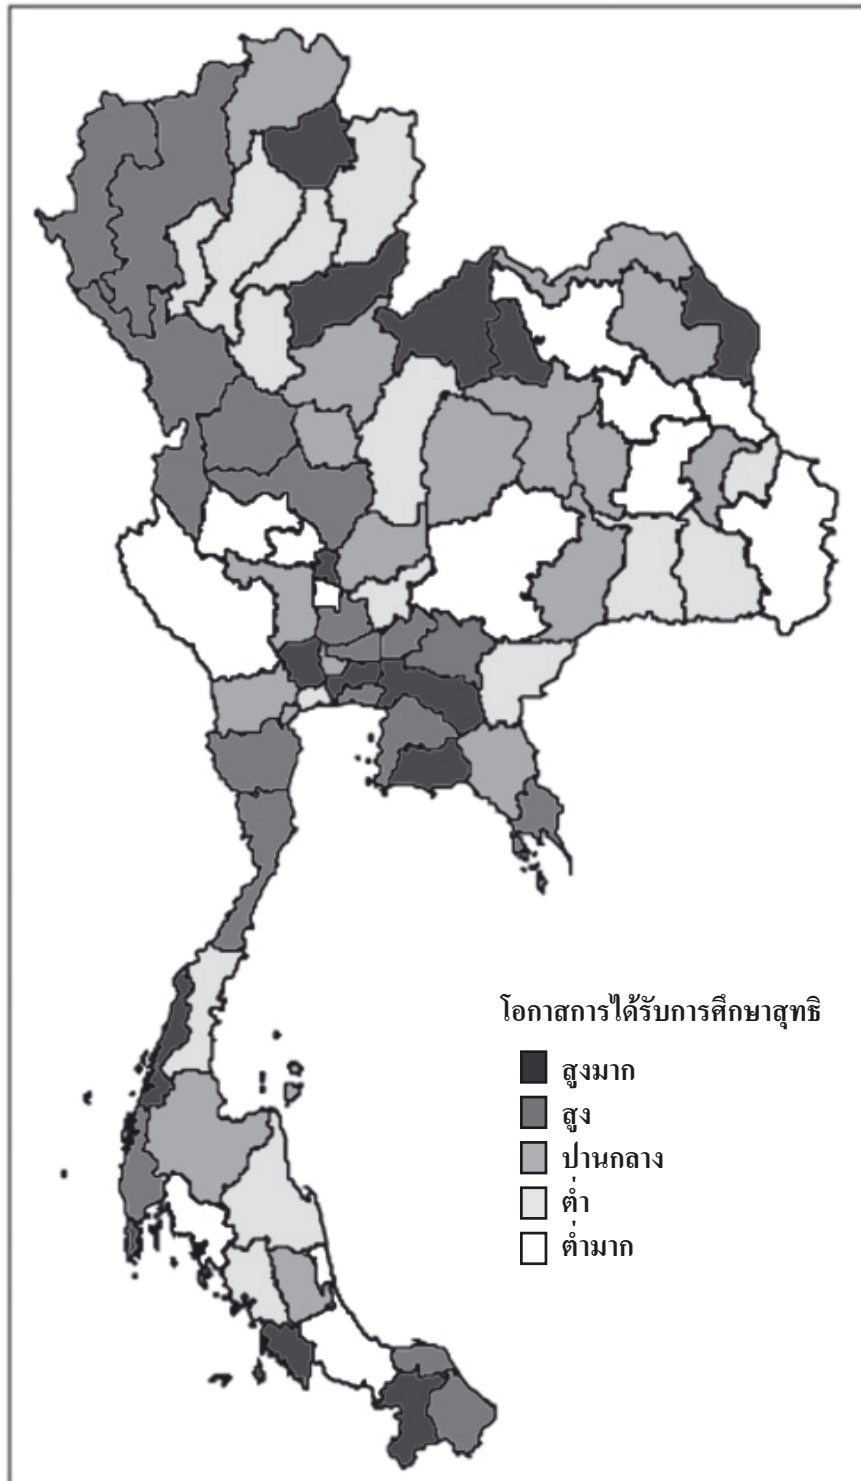 โอกาสการได้รับการศึกษาสุทธิ
สูงมาก
สูง
ปานกลาง
ต่ำ
ต่ำมาก